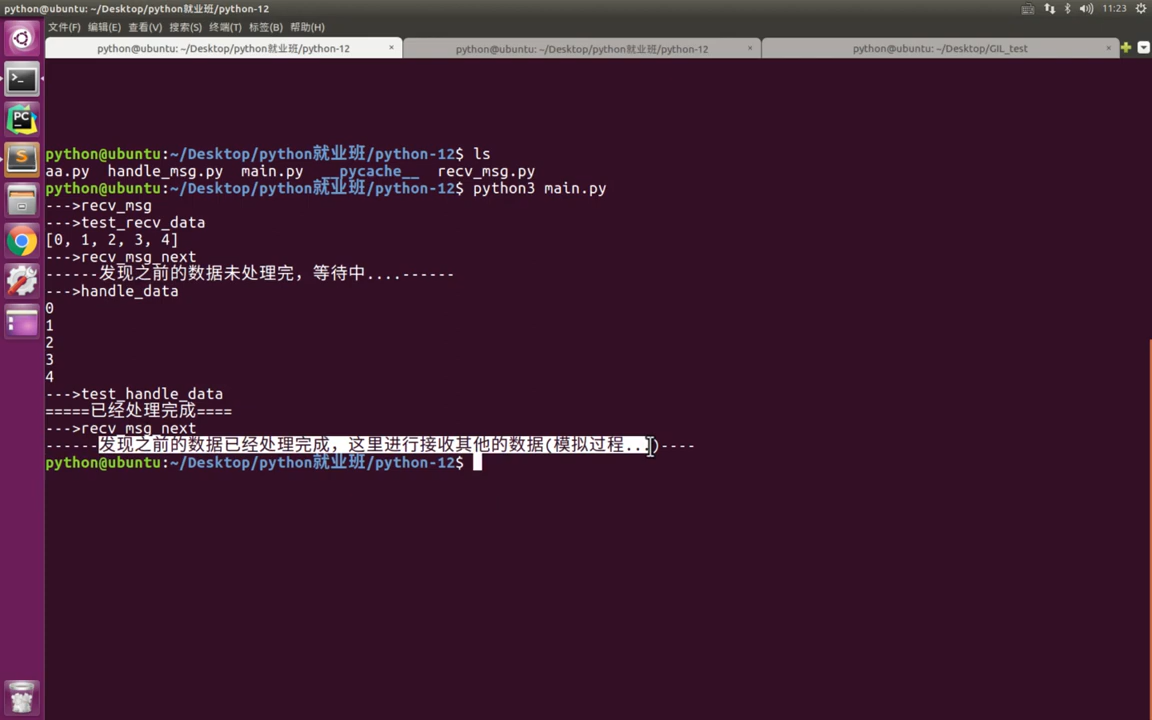 python@ubuntu: ~/Desktop/python就业班/python-12
11:23
文件(F) 编辑(E) 查看(V) 搜索(S) 终端(T) 标签(B) 帮助(H)
python@ubuntu: ~/Desktop/python就业班/python-12 × python@ubuntu: ~/Desktop/python就业班/python-12 × python@ubuntu: ~/Desktop/GIL_test ×
python@ubuntu:~/Desktop/python就业班/python-12$ ls
aa.py handle_msg.py main.py __pycache__ recv_msg.py
python@ubuntu:~/Desktop/python就业班/python-12$ python3 main.py
--->recv_msg
--->test_recv_data
[0, 1, 2, 3, 4]
--->recv_msg_next
------发现之前的数据未处理完，等待中....------
--->handle_data
0
1
2
3
4
--->test_handle_data
=====已经处理完成====
--->recv_msg_next
------发现之前的数据已经处理完成，这里进行接收其他的数据(模拟过程...)----
python@ubuntu:~/Desktop/python就业班/python-12$
PC
S